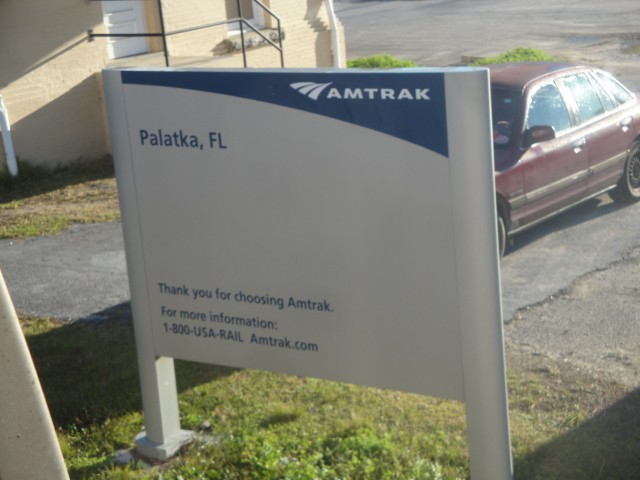 AMTRAK
Palatka, FL
Thank you for choosing Amtrak.
For more information:
1-800-USA-RAIL Amtrak.com